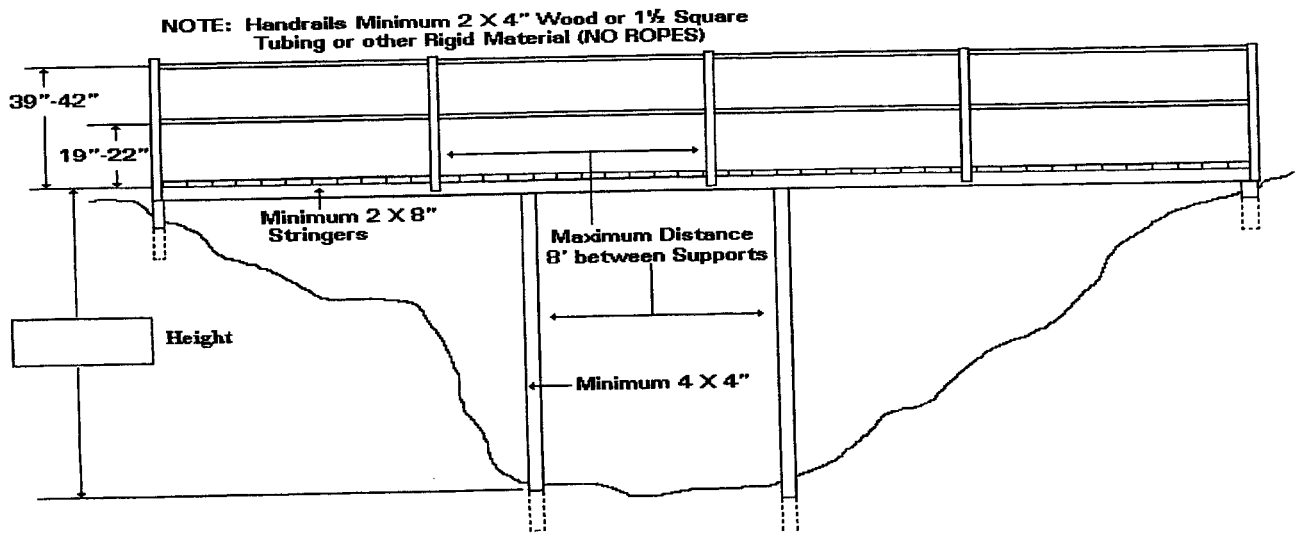 NOTE: Handrails Minimum 2 X 4" Wood or 1½ Square
Tubing or other Rigid Material (NO ROPES)
39"-42"
19"-22"
Minimum 2 X 8"
Stringers
Maximum Distance
8' between Supports
Height
Minimum 4 X 4"